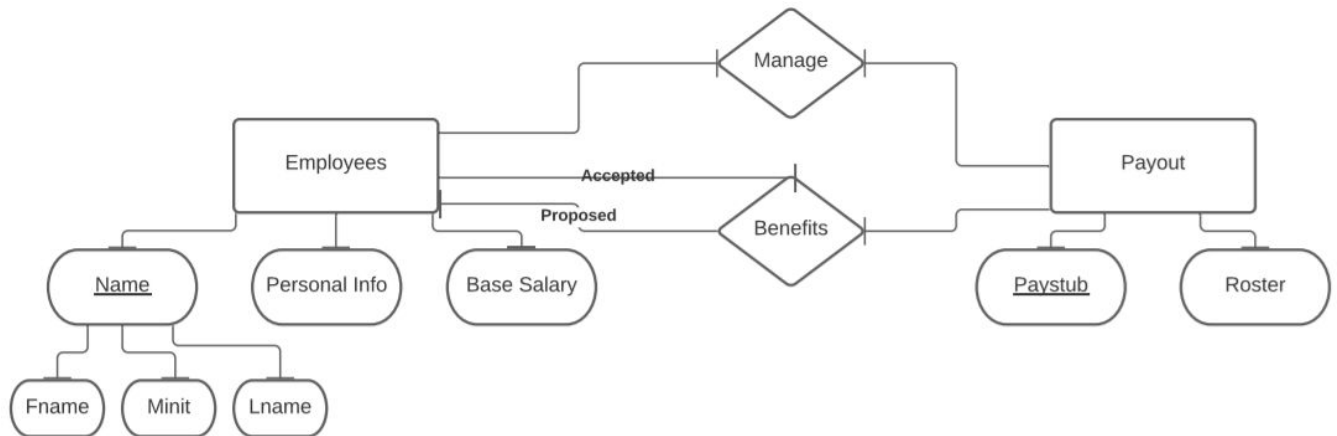 Manage
Employees
Payout
Accepted
Proposed
Benefits
Name
Personal Info
Base Salary
Paystub
Roster
Fname
Minit
Lname